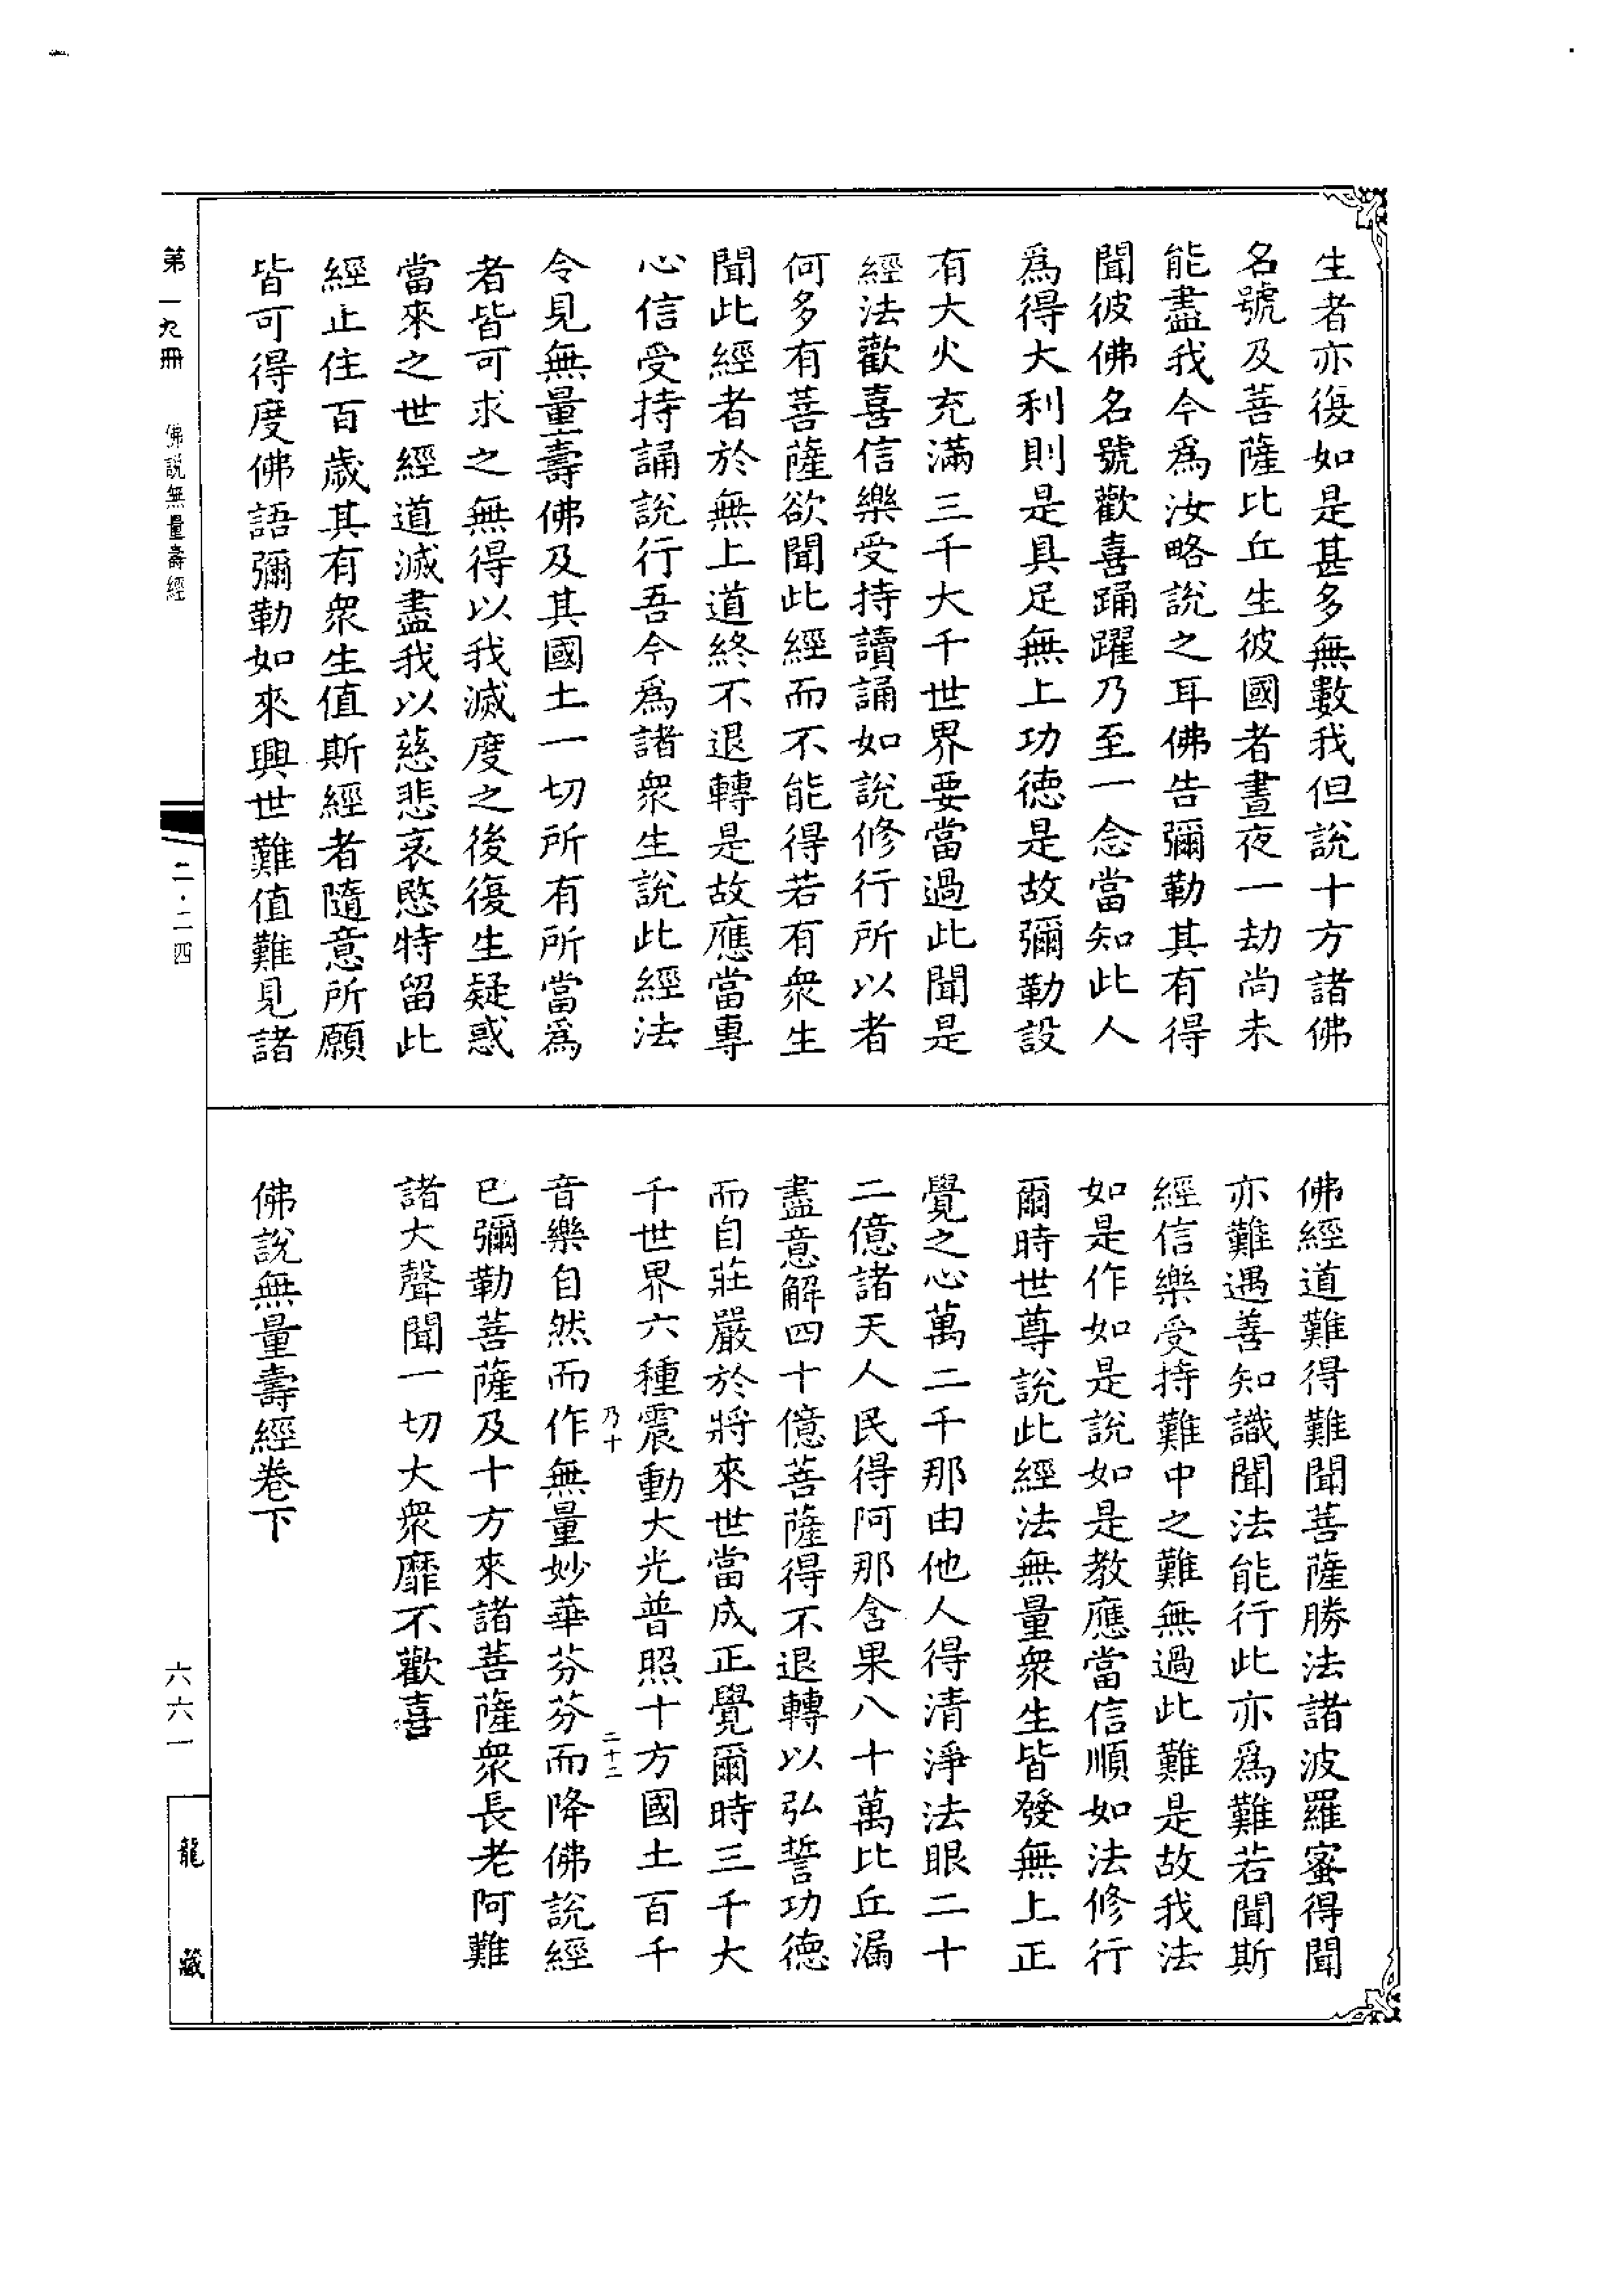 生者亦復如是甚多無數我但說十方諸佛
名號及菩薩比丘生彼國者晝夜一劫尚未
能盡我今爲汝略說之耳佛告彌勒其有得
聞彼佛名號歡喜踊躍乃至一念當知此人
爲得大利則是具足無上功德是故彌勒設
有大火充滿三千大千世界要當過此聞是
經法歡喜信樂受持讀誦如說修行所以者
何多有菩薩欲聞此經而不能得若有衆生
聞此經者於無上道終不退轉是故應當專
心信受持誦說行吾今爲諸衆生說此經法
令見無量壽佛及其國土一切所有所當爲
者皆可求之無得以我滅度之後復生疑惑
當來之世經道滅盡我以慈悲哀愍特留此
經止住百歲其有衆生值斯經者隨意所願
皆可得度佛語彌勒如來興世難值難見諸
佛經道難得難聞菩薩勝法諸波羅蜜得聞
亦難遇善知識聞法能行此亦爲難若聞斯
經信樂受持難中之難無過此難是故我法
如是作如是說如是教應當信順如法修行
爾時世尊說此經法無量衆生皆發無上正
覺之心萬二千那由他人得清淨法眼二十
二億諸天人民得阿那含果八十萬比丘漏
盡意解四十億菩薩得不退轉以弘誓功德
而自莊嚴於將來世當成正覺爾時三千大
千世界六種震動大光普照十方國土百千
乃十 二十二
音樂自然而作無量妙華芬芬而降佛說經
已彌勒菩薩及十方來諸菩薩衆長老阿難
諸大聲聞一切大衆靡不歡喜
佛說無量壽經卷下
第一九冊 佛說無量壽經
二·二四
六六一
龍藏